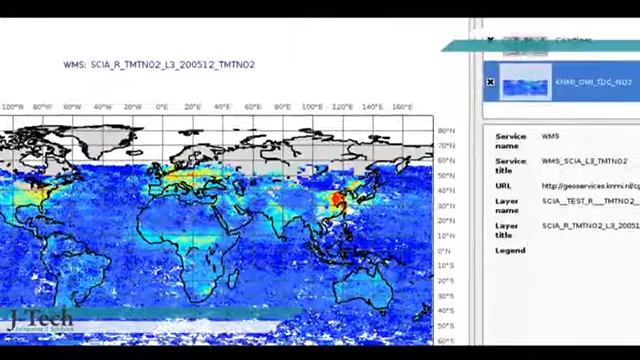 WMS: SCIA_R_TMTNO2_L3_200512_TMTNO2
100°W 80°W 60°W 40°W 20°W 0°E 20°E 40°E 60°E 80°E 100°E 120°E 140°E 160°E
80°N
70°N
60°N
50°N
40°N
30°N
20°N
10°N
0°N
10°S
20°S
30°S
40°S
50°S
60°S
KNMI_OMI_TDC_NO2
Service name WMS
Service title WMS_SCIA_L3_TMTNO2
URL http://geoservices.knmi.nl/cg
Layer name SCIA__TEST_R___TMTNO2__
Layer title SCIA_R_TMTNO2_L3_20051
Legend
J-Tech